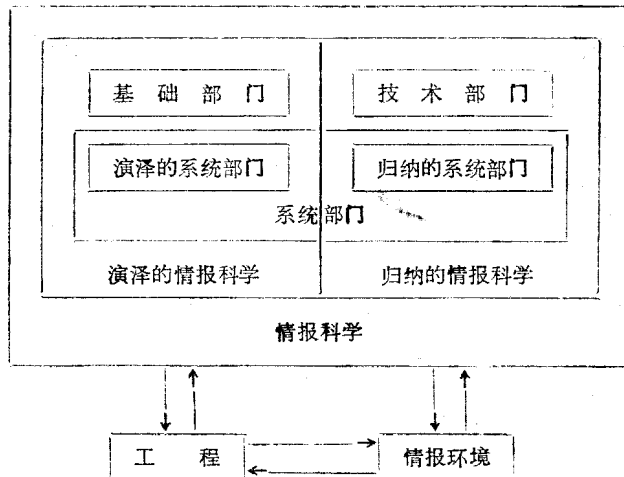 基础部门 技术部门
演泽的系统部门 归纳的系统部门
系统部门
演泽的情报科学 归纳的情报科学
情报科学
工程 情报环境